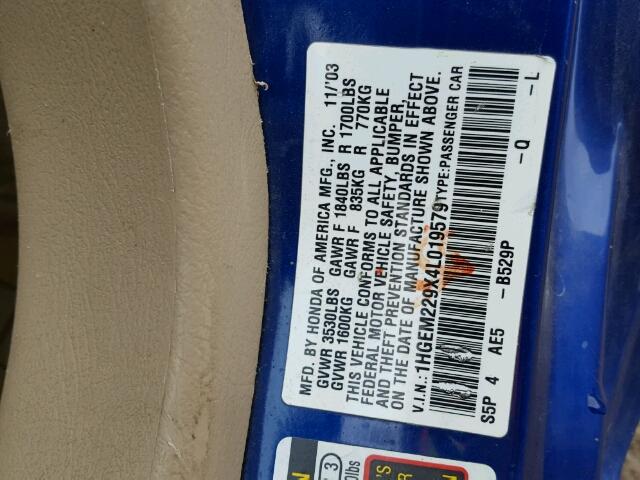 MFD. BY HONDA OF AMERICA MFG., INC. 11/'03
GVWR 3530LBS GAWR F 1840LBS R 1700LBS
GVWR 1600KG GAWR F 835KG R 770KG
THIS VEHICLE CONFORMS TO ALL APPLICABLE
FEDERAL MOTOR VEHICLE SAFETY, BUMPER,
AND THEFT PREVENTION STANDARDS IN EFFECT
ON THE DATE OF MANUFACTURE SHOWN ABOVE.
V.I.N.: 1HGEM229X4L019579 TYPE:PASSENGER CAR
S5P 4 AE5 - B529P - Q - L
3
lbs